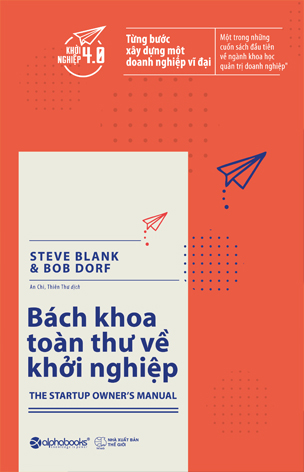 KHỞI
NGHIỆP 4.0
Từng bước
xây dựng một
doanh nghiệp vĩ đại
Một trong những
cuốn sách đầu tiên
về ngành khoa học
quản trị doanh nghiệp"
STEVE BLANK
& BOB DORF
An Chi, Thiên Thư dịch
Bách khoa
toàn thư về
khởi nghiệp
THE STARTUP OWNER'S MANUAL
alphabooks
NHÀ XUẤT BẢN
THẾ GIỚI